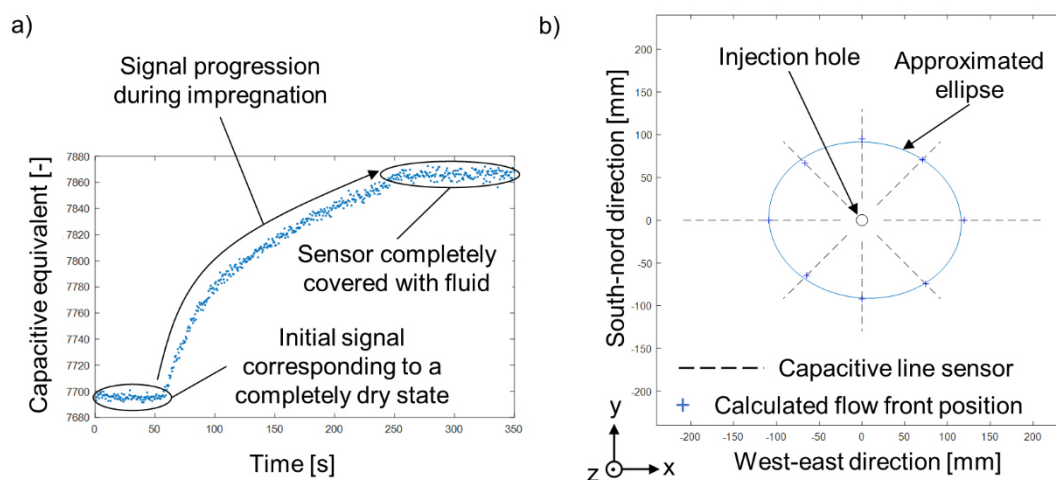 a)
Signal progression
during impregnation
Capacitive equivalent [-]
7880
7860
7840
7820
7800
7780
7760
7740
7720
7700
7680
Sensor completely
covered with fluid
Initial signal
corresponding to a
completely dry state
0
50
100
150
200
250
300
350
Time [s]
b)
Injection hole
Approximated
ellipse
South-nord direction [mm]
200
150
100
50
0
-50
-100
-150
-200
Capacitive line sensor
Calculated flow front position
y
z
x
-200
-150
-100
-50
0
50
100
150
200
West-east direction [mm]